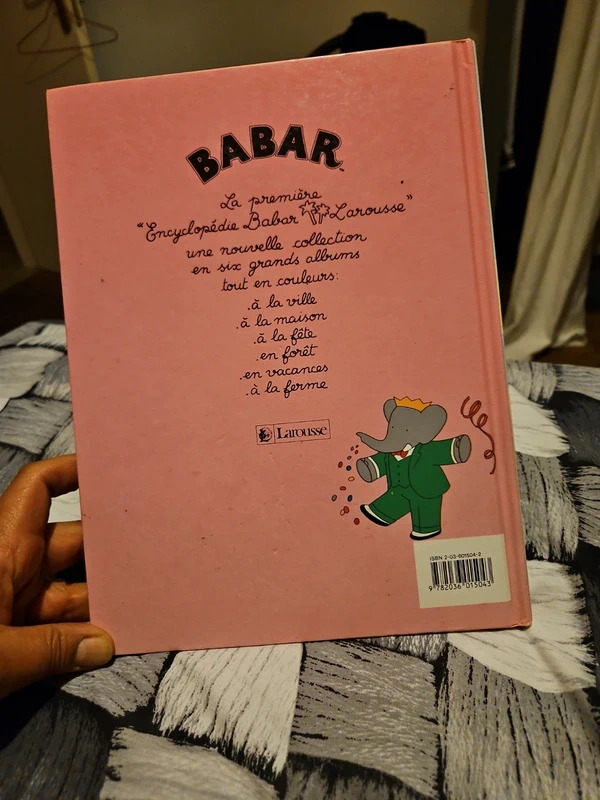 BABAR
La première
"Encyclopédie Babar Larousse"
une nouvelle collection
en six grands albums
tout en couleurs:
.à la ville
.à la maison
.à la fête
.en forêt
.en vacances
.à la ferme
Larousse
ISBN 2-03-601504-2
9 782036 015043